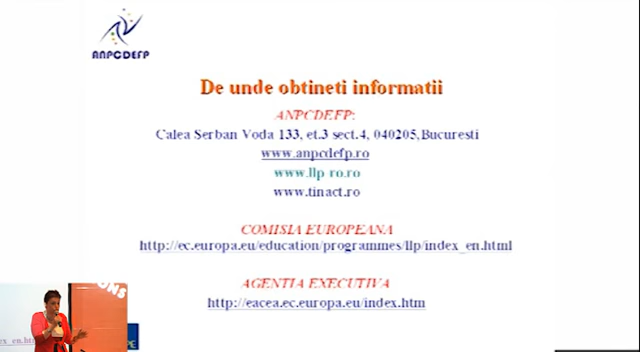 ANPCDEFP
De unde obtineti informatii
ANPCDEFP:
Calea Serban Voda 133, et.3 sect.4, 040205,Bucuresti
www.anpcdefp.ro
www.llp-ro.ro
www.tinact.ro
COMISIA EUROPEANA
http://ec.europa.eu/education/programmes/llp/index_en.html
AGENTIA EXECUTIVA
http://eacea.ec.europa.eu/index.htm
ONS